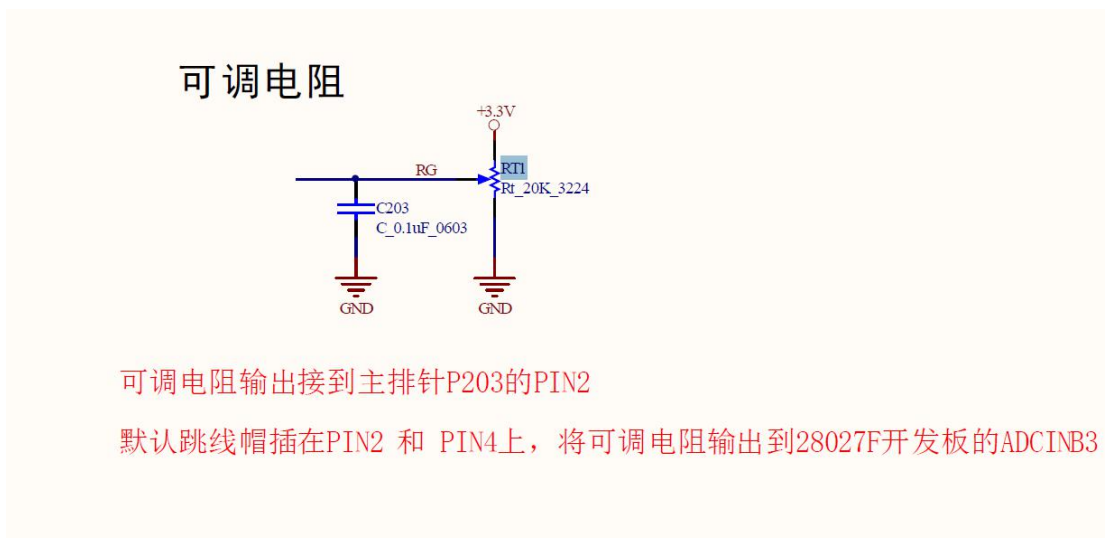 可调电阻
+3.3V
RG
RT1
Rt_20K_3224
C203
C_0.1uF_0603
GND
GND
可调电阻输出接到主排针P203的PIN2
默认跳线帽插在PIN2 和 PIN4上，将可调电阻输出到28027F开发板的ADCINB3